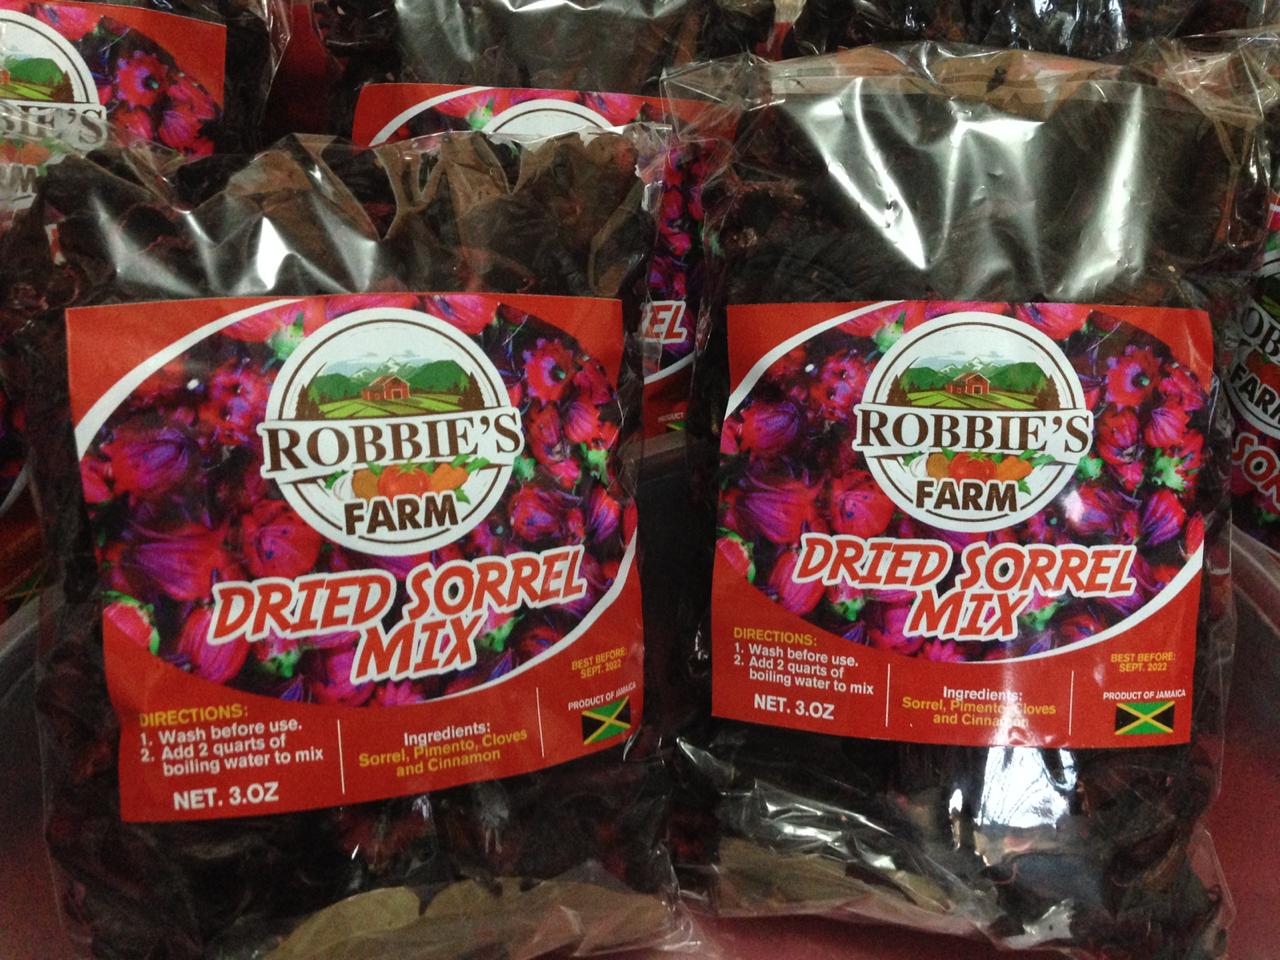 ROBBIE'S
FARM
DRIED SORREL
MIX
DIRECTIONS:
1. Wash before use.
2. Add 2 quarts of
boiling water to mix
NET. 3.OZ
Ingredients:
Sorrel, Pimento, Cloves
and Cinnamon
BEST BEFORE:
SEPT. 2022
PRODUCT OF JAMAICA
ROBBIE'S
FARM
DRIED SORREL
MIX
DIRECTIONS:
1. Wash before use.
2. Add 2 quarts of
boiling water to mix
NET. 3.OZ
Ingredients:
Sorrel, Pimento, Cloves
and Cinnamon
BEST BEFORE:
SEPT. 2022
PRODUCT OF JAMAICA